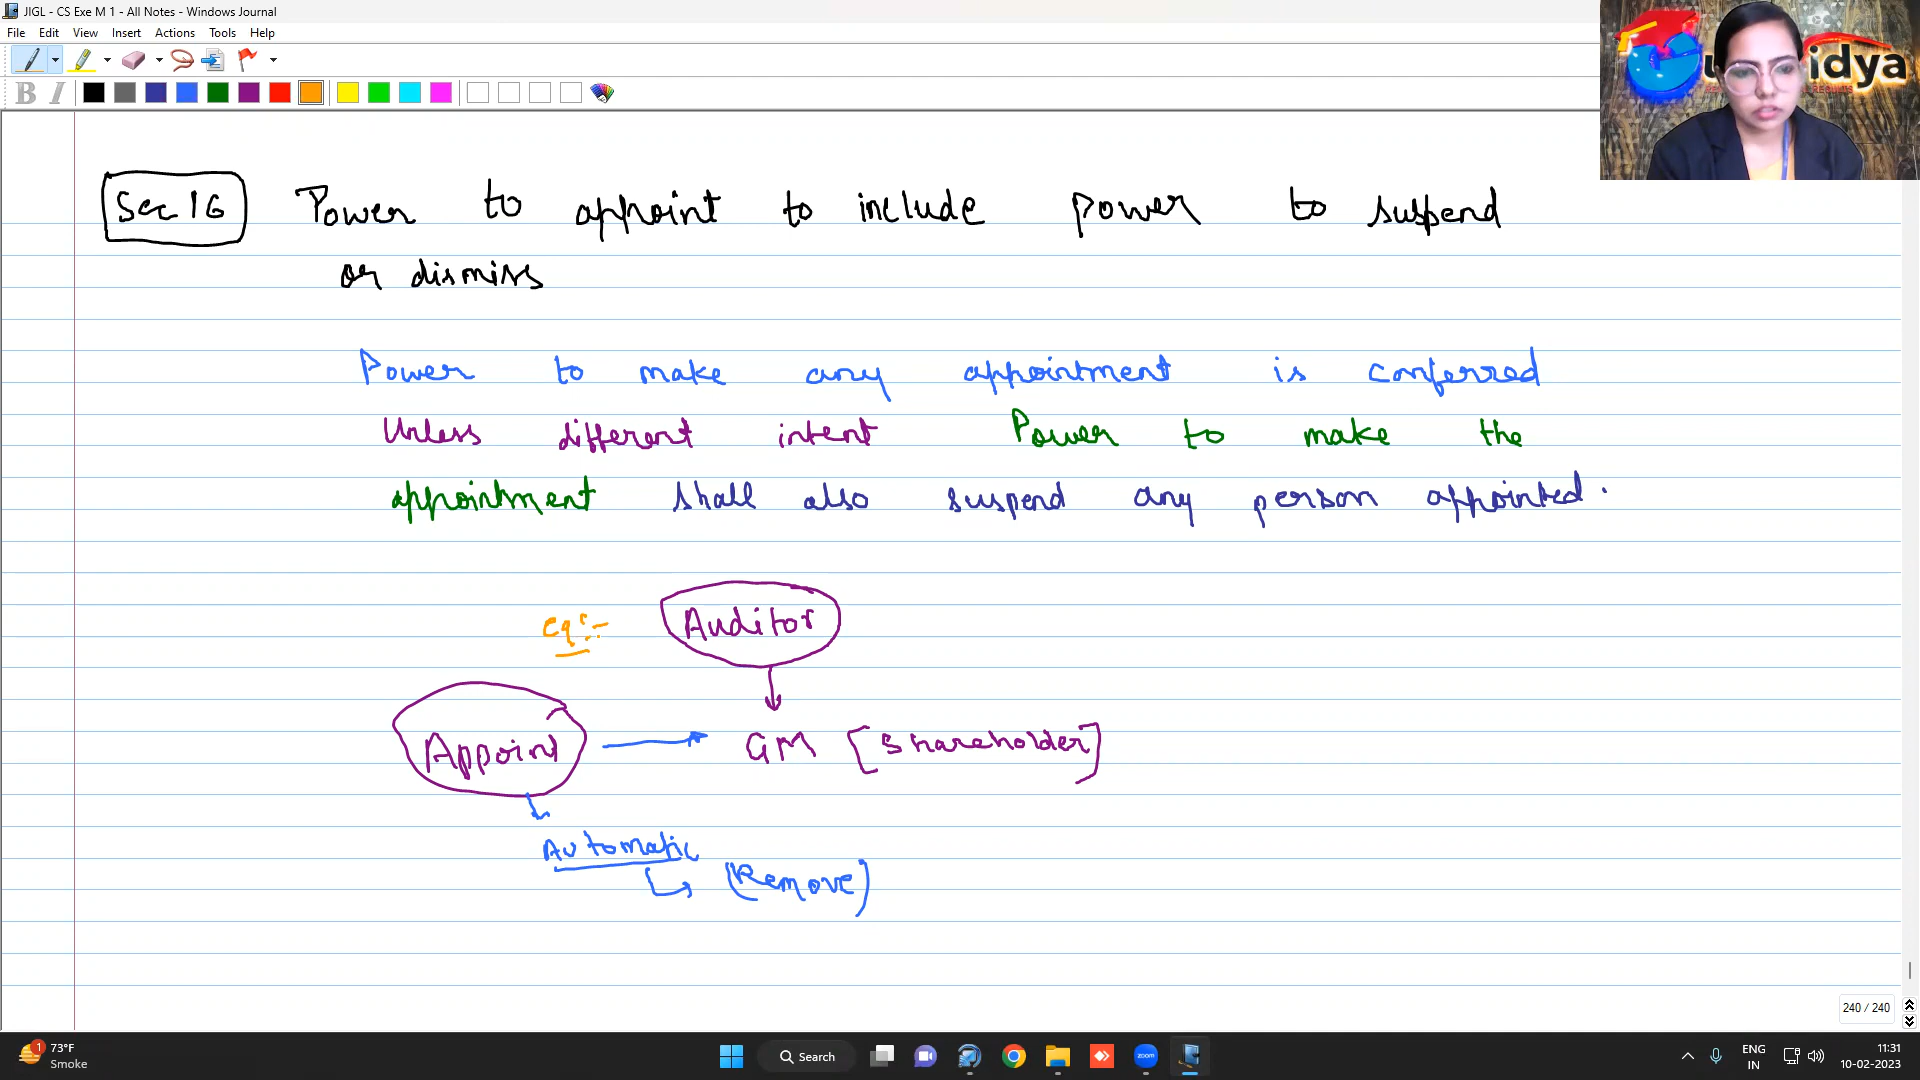 JIGL - CS Exe M 1 - All Notes - Windows Journal
File Edit View Insert Actions Tools Help
B I
idya
Sec 16 Power to appoint to include power to suspend
or dismiss
Power to make any appointment is conferred
Unless different intent Power to make the
appointment shall also suspend any person appointed.
eg:- Auditor
Appoint GM [Shareholder]
Automatic
(Remove)
240 / 240
1 73°F
Smoke
Search
zoom
ENG
IN
11:31
10-02-2023